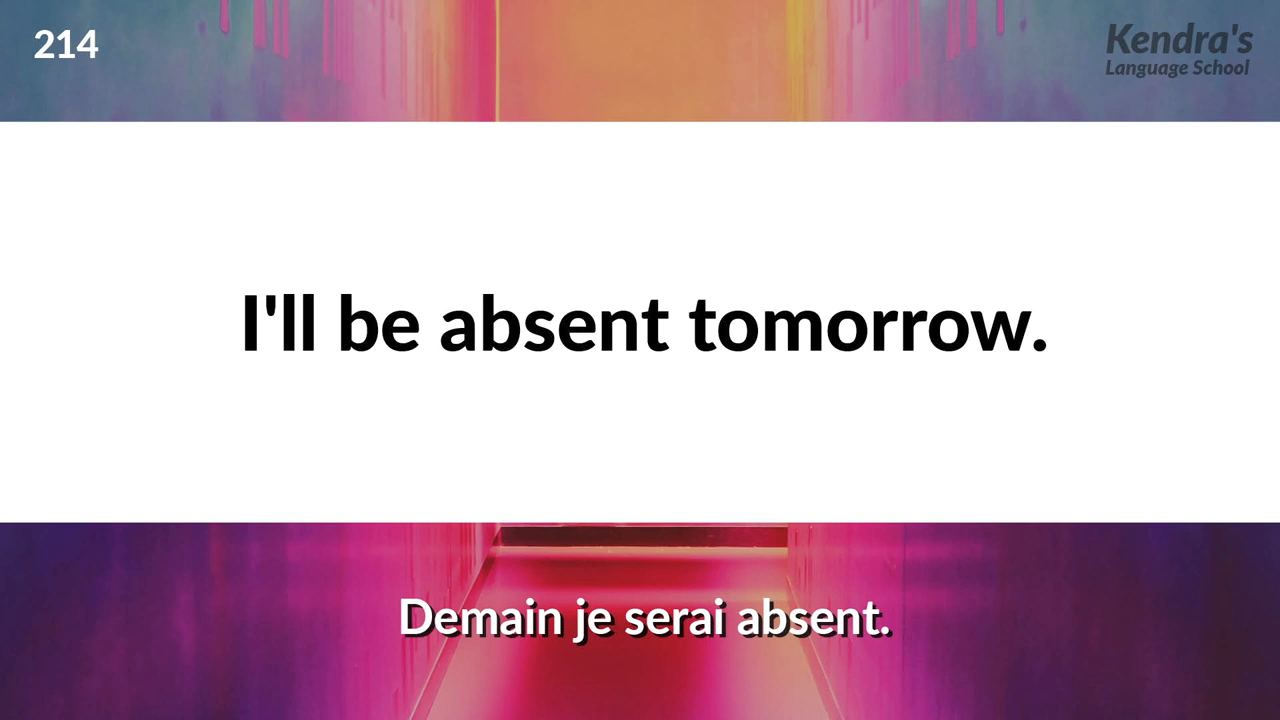 214
Kendra's
Language School
I'll be absent tomorrow.
Demain je serai absent.